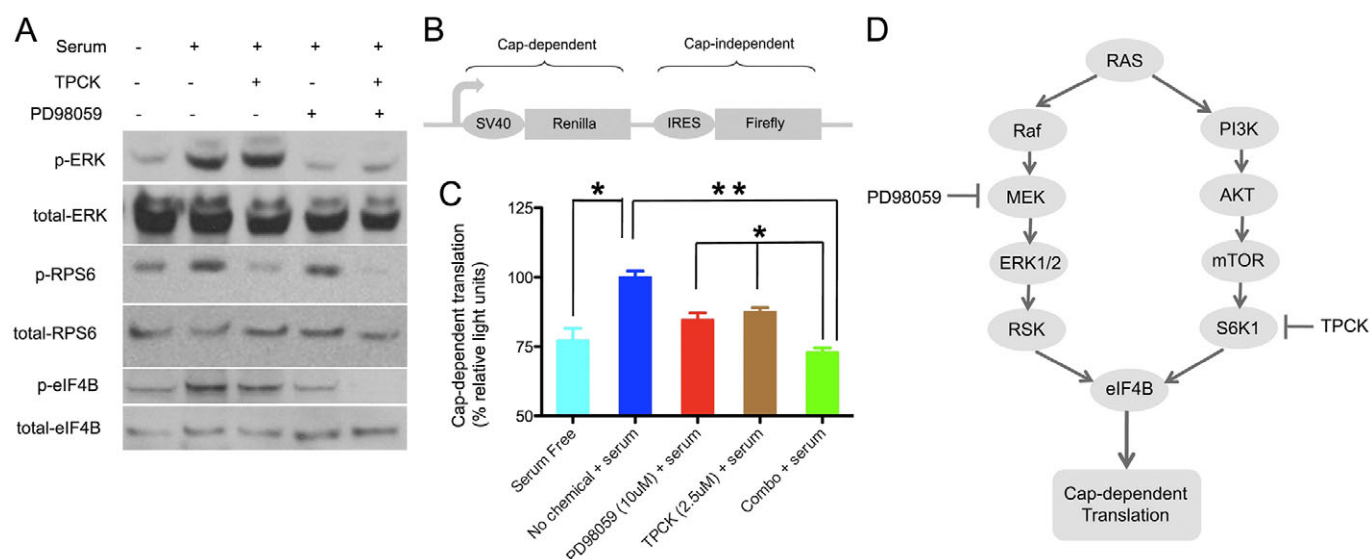 A
Serum - + + + +
TPCK - - + - +
PD98059 - - - + +
p-ERK
total-ERK
p-RPS6
total-RPS6
p-eIF4B
total-eIF4B
B
Cap-dependent
Cap-independent
SV40
Renilla
IRES
Firefly
C
Cap-dependent translation
(% relative light units)
125
100
75
50
*
**
*
Serum Free
No chemical + serum
PD98059 (10uM) + serum
TPCK (2.5uM) + serum
Combo + serum
D
RAS
Raf
PI3K
PD98059
MEK
AKT
ERK1/2
mTOR
RSK
S6K1
TPCK
eIF4B
Cap-dependent
Translation